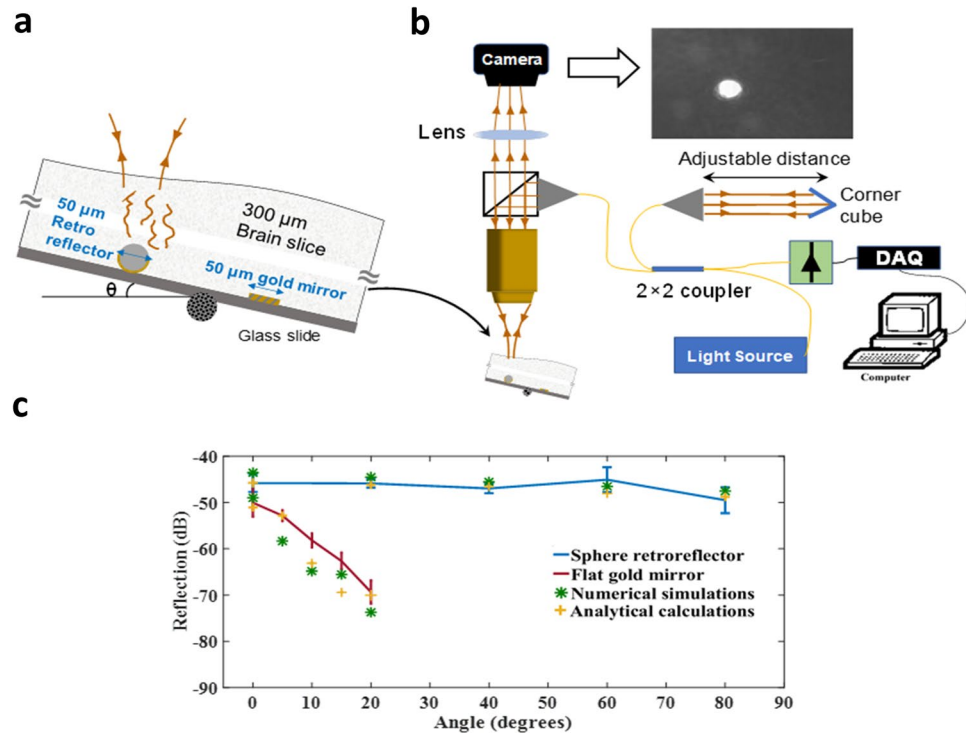 a
50 μm
Retro
reflector
300 μm
Brain slice
50 μm gold mirror
θ
Glass slide
b
Camera
Lens
Adjustable distance
Corner
cube
2×2 coupler
DAQ
Light Source
Computer
c
Reflection (dB)
-40
-50
-60
-70
-80
-90
Sphere retroreflector
Flat gold mirror
Numerical simulations
Analytical calculations
0 10 20 30 40 50 60 70 80 90
Angle (degrees)